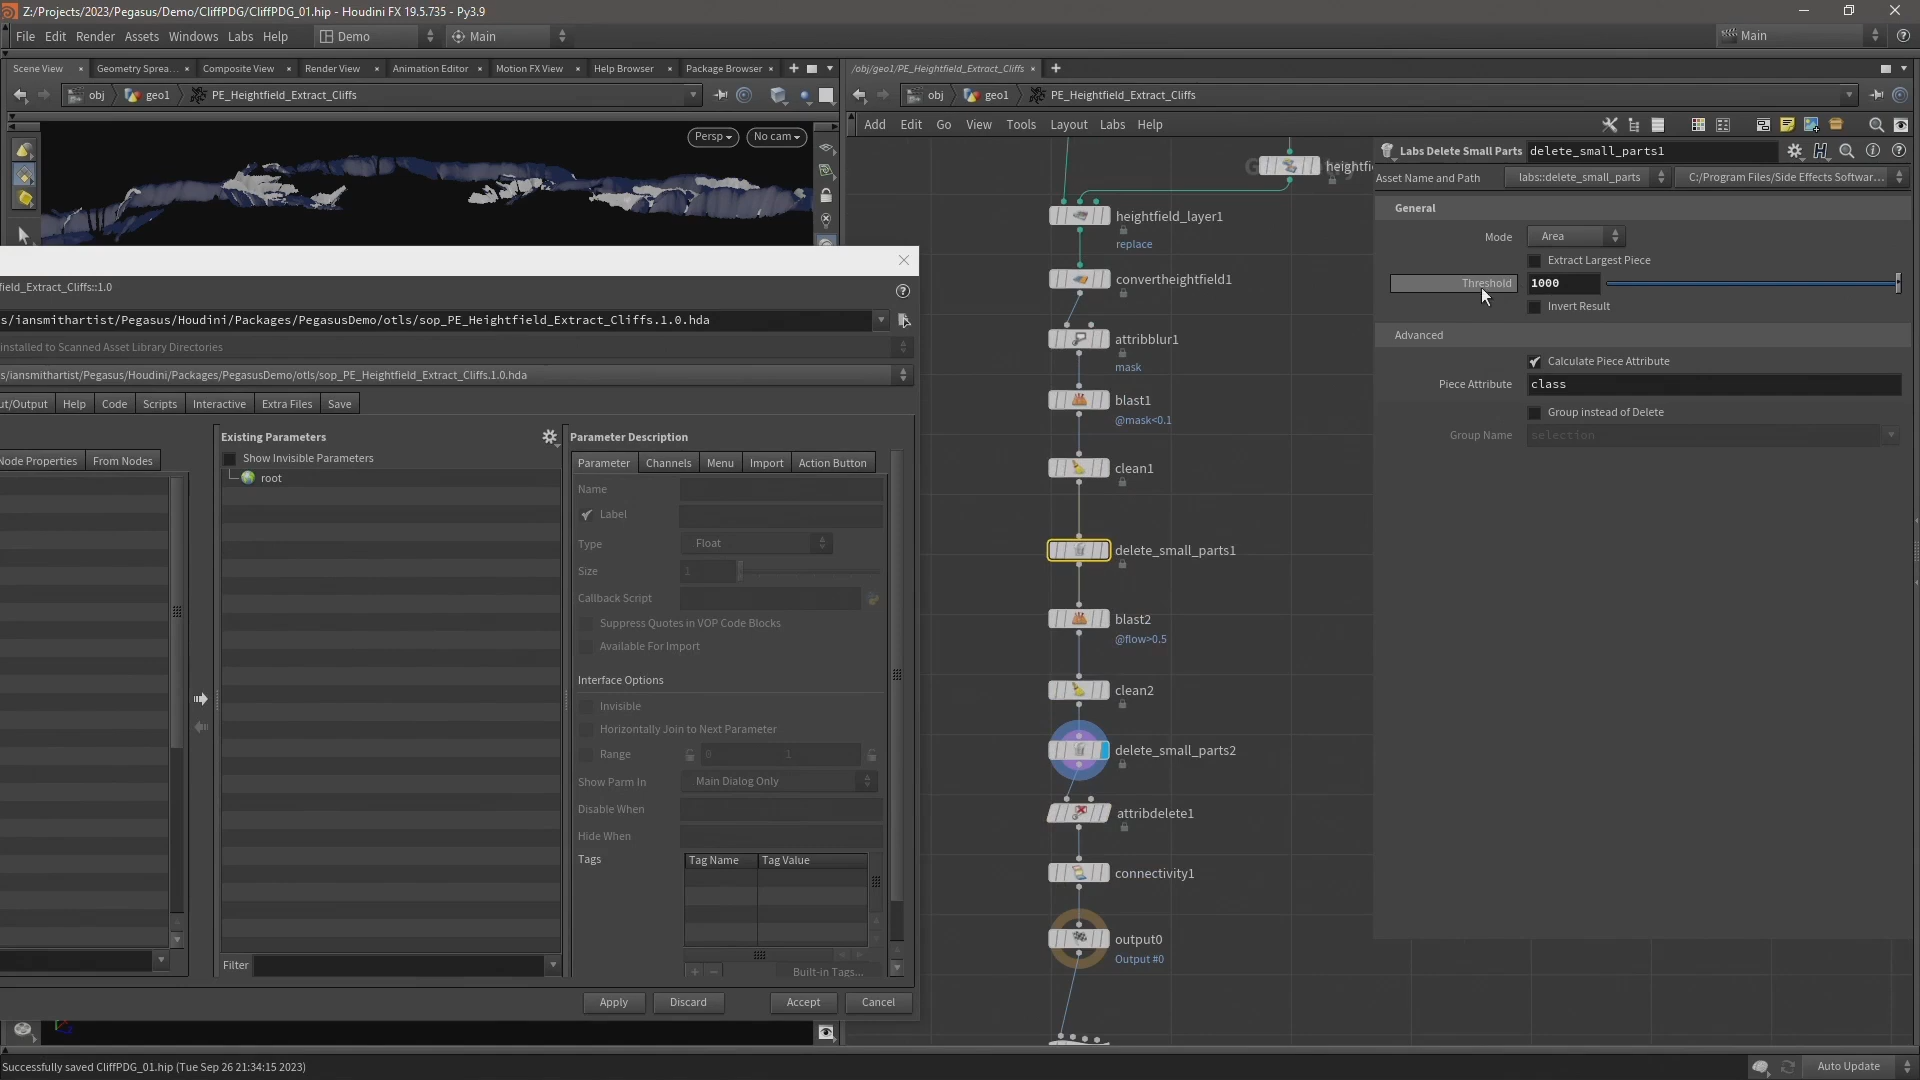 Z:/Projects/2023/Pegasus/Demo/CliffPDG/CliffPDG_01.hip - Houdini FX 19.5.735 - Py3.9
File Edit Render Assets Windows Labs Help
Demo
Main
Main
Scene View
Geometry Sprea...
Composite View
Render View
Animation Editor
Motion FX View
Help Browser
Package Browser
/obj/geo1/PE_Heightfield_Extract_Cliffs
obj
geo1
PE_Heightfield_Extract_Cliffs
obj
geo1
PE_Heightfield_Extract_Cliffs
Add Edit Go View Tools Layout Labs Help
Persp
No cam
Labs Delete Small Parts
delete_small_parts1
Asset Name and Path
labs::delete_small_parts
C:/Program Files/Side Effects Softwar...
General
Mode
Area
Extract Largest Piece
Threshold
1000
Invert Result
Advanced
Calculate Piece Attribute
Piece Attribute
class
Group instead of Delete
Group Name
selection
heightfi
heightfield_layer1
replace
convertheightfield1
attribblur1
mask
blast1
@mask<0.1
clean1
delete_small_parts1
blast2
@flow>0.5
clean2
delete_small_parts2
attribdelete1
connectivity1
output0
Output #0
field_Extract_Cliffs::1.0
s/iansmithartist/Pegasus/Houdini/Packages/PegasusDemo/otls/sop_PE_Heightfield_Extract_Cliffs.1.0.hda
installed to Scanned Asset Library Directories
s/iansmithartist/Pegasus/Houdini/Packages/PegasusDemo/otls/sop_PE_Heightfield_Extract_Cliffs.1.0.hda
ut/Output
Help
Code
Scripts
Interactive
Extra Files
Save
Node Properties
From Nodes
Existing Parameters
Show Invisible Parameters
root
Filter
Parameter Description
Parameter
Channels
Menu
Import
Action Button
Name
Label
Type
Float
Size
1
Callback Script
Suppress Quotes in VOP Code Blocks
Available For Import
Interface Options
Invisible
Horizontally Join to Next Parameter
Range
0
1
Show Parm In
Main Dialog Only
Disable When
Hide When
Tags
Tag Name
Tag Value
Built-in Tags...
Apply
Discard
Accept
Cancel
Successfully saved CliffPDG_01.hip (Tue Sep 26 21:34:15 2023)
Auto Update